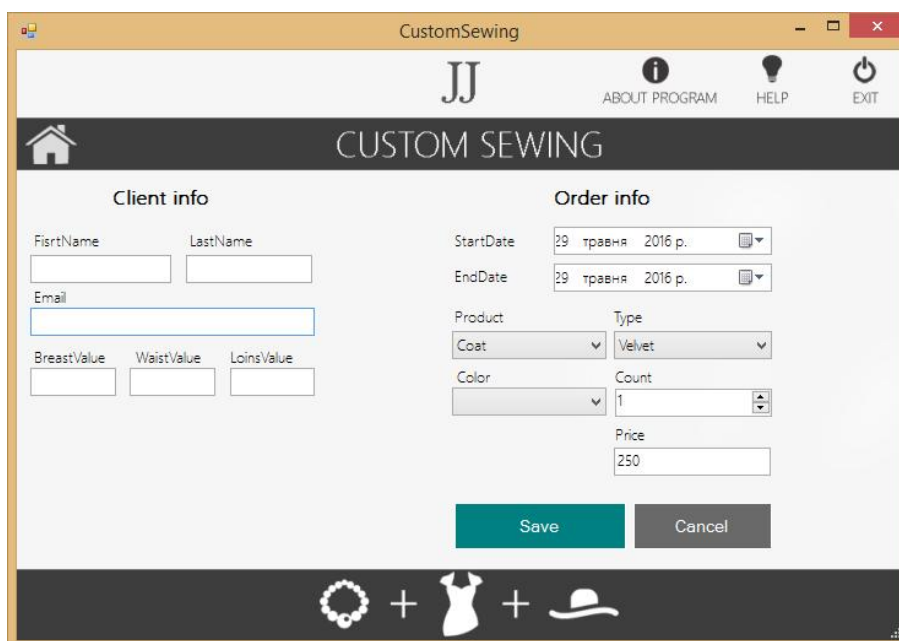 CustomSewing
JJ
ABOUT PROGRAM HELP EXIT
CUSTOM SEWING
Client info
FisrtName LastName
Email
BreastValue WaistValue LoinsValue
Order info
StartDate 29 травня 2016 р.
EndDate 29 травня 2016 р.
Product Type
Coat Velvet
Color Count
1
Price
250
Save Cancel